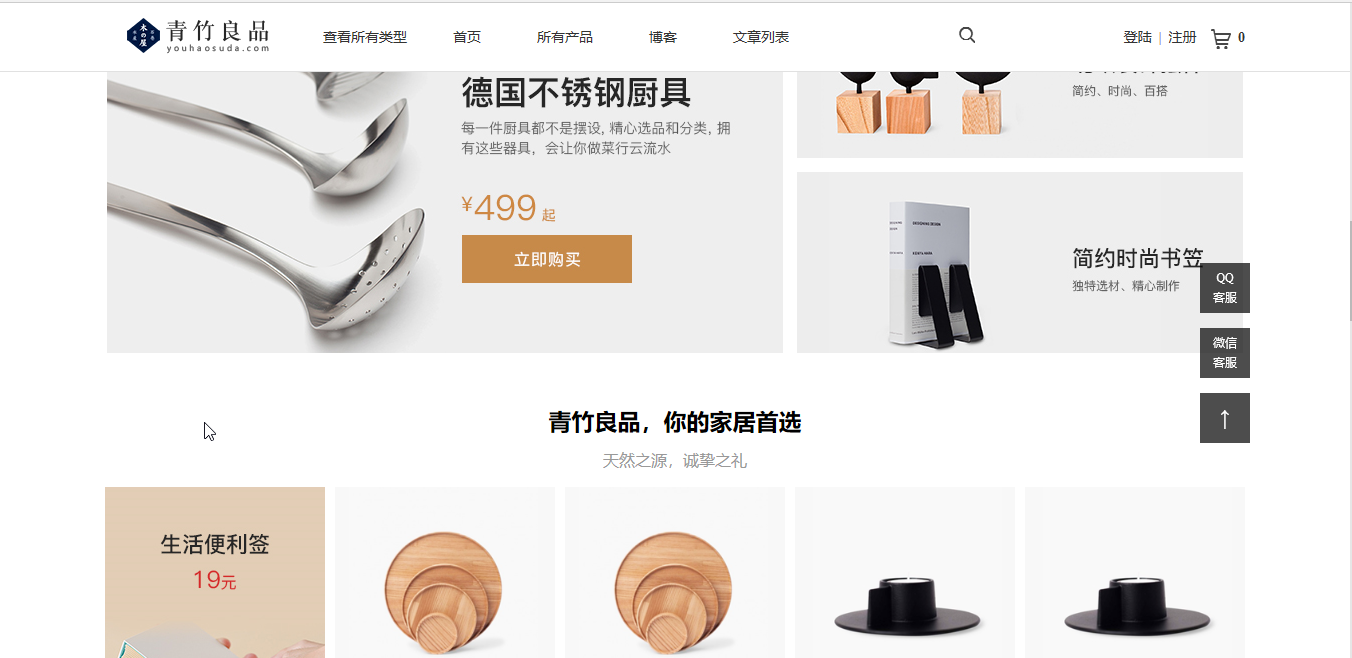 青竹良品
youhaosuda.com
木の屋
查看所有类型
首页
所有产品
博客
文章列表
登陆 | 注册
0
德国不锈钢厨具
每一件厨具都不是摆设, 精心选品和分类, 拥
有这些器具，会让你做菜行云流水
¥499 起
立即购买
简约、时尚、百搭
简约时尚书笠
独特选材、精心制作
QQ
客服
微信
客服
↑
青竹良品，你的家居首选
天然之源，诚挚之礼
生活便利签
19元